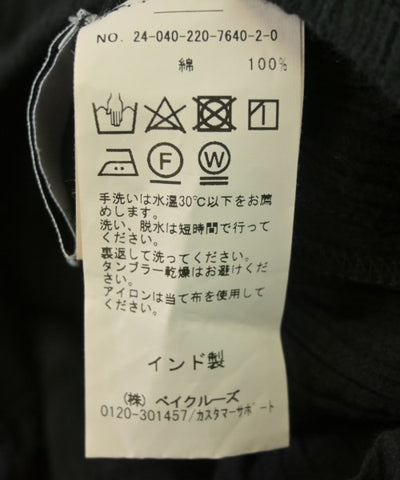 NO. 24-040-220-7640-2-0
綿 100%
F W
手洗いは水温30℃以下をお薦
めします。
洗い、脱水は短時間で行って
ください。
裏返して洗ってください。
タンブラー乾燥はお避けくだ
さい。
アイロンは当て布を使用して
ください。
インド製
(株) ベイクルーズ
0120-301457/カスタマーサポート